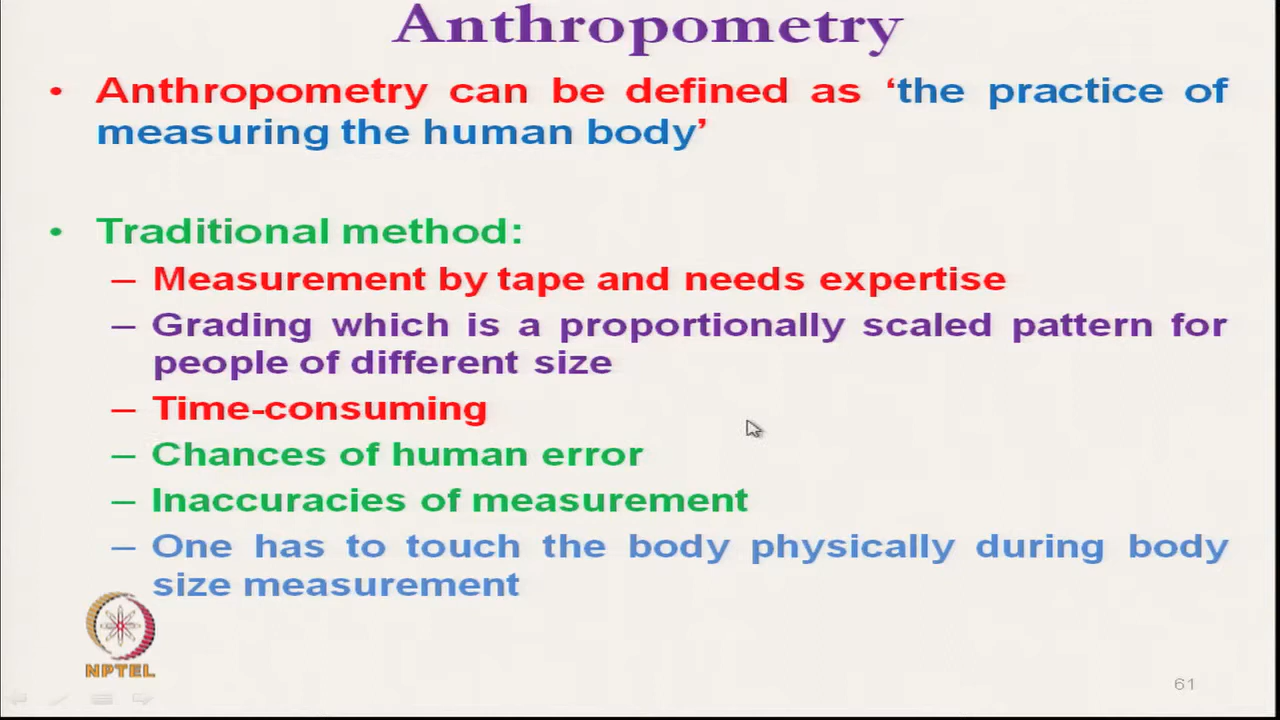 Anthropometry
• Anthropometry can be defined as ‘the practice of
measuring the human body’
• Traditional method:
– Measurement by tape and needs expertise
– Grading which is a proportionally scaled pattern for
people of different size
– Time-consuming
– Chances of human error
– Inaccuracies of measurement
– One has to touch the body physically during body
size measurement
NPTEL
61